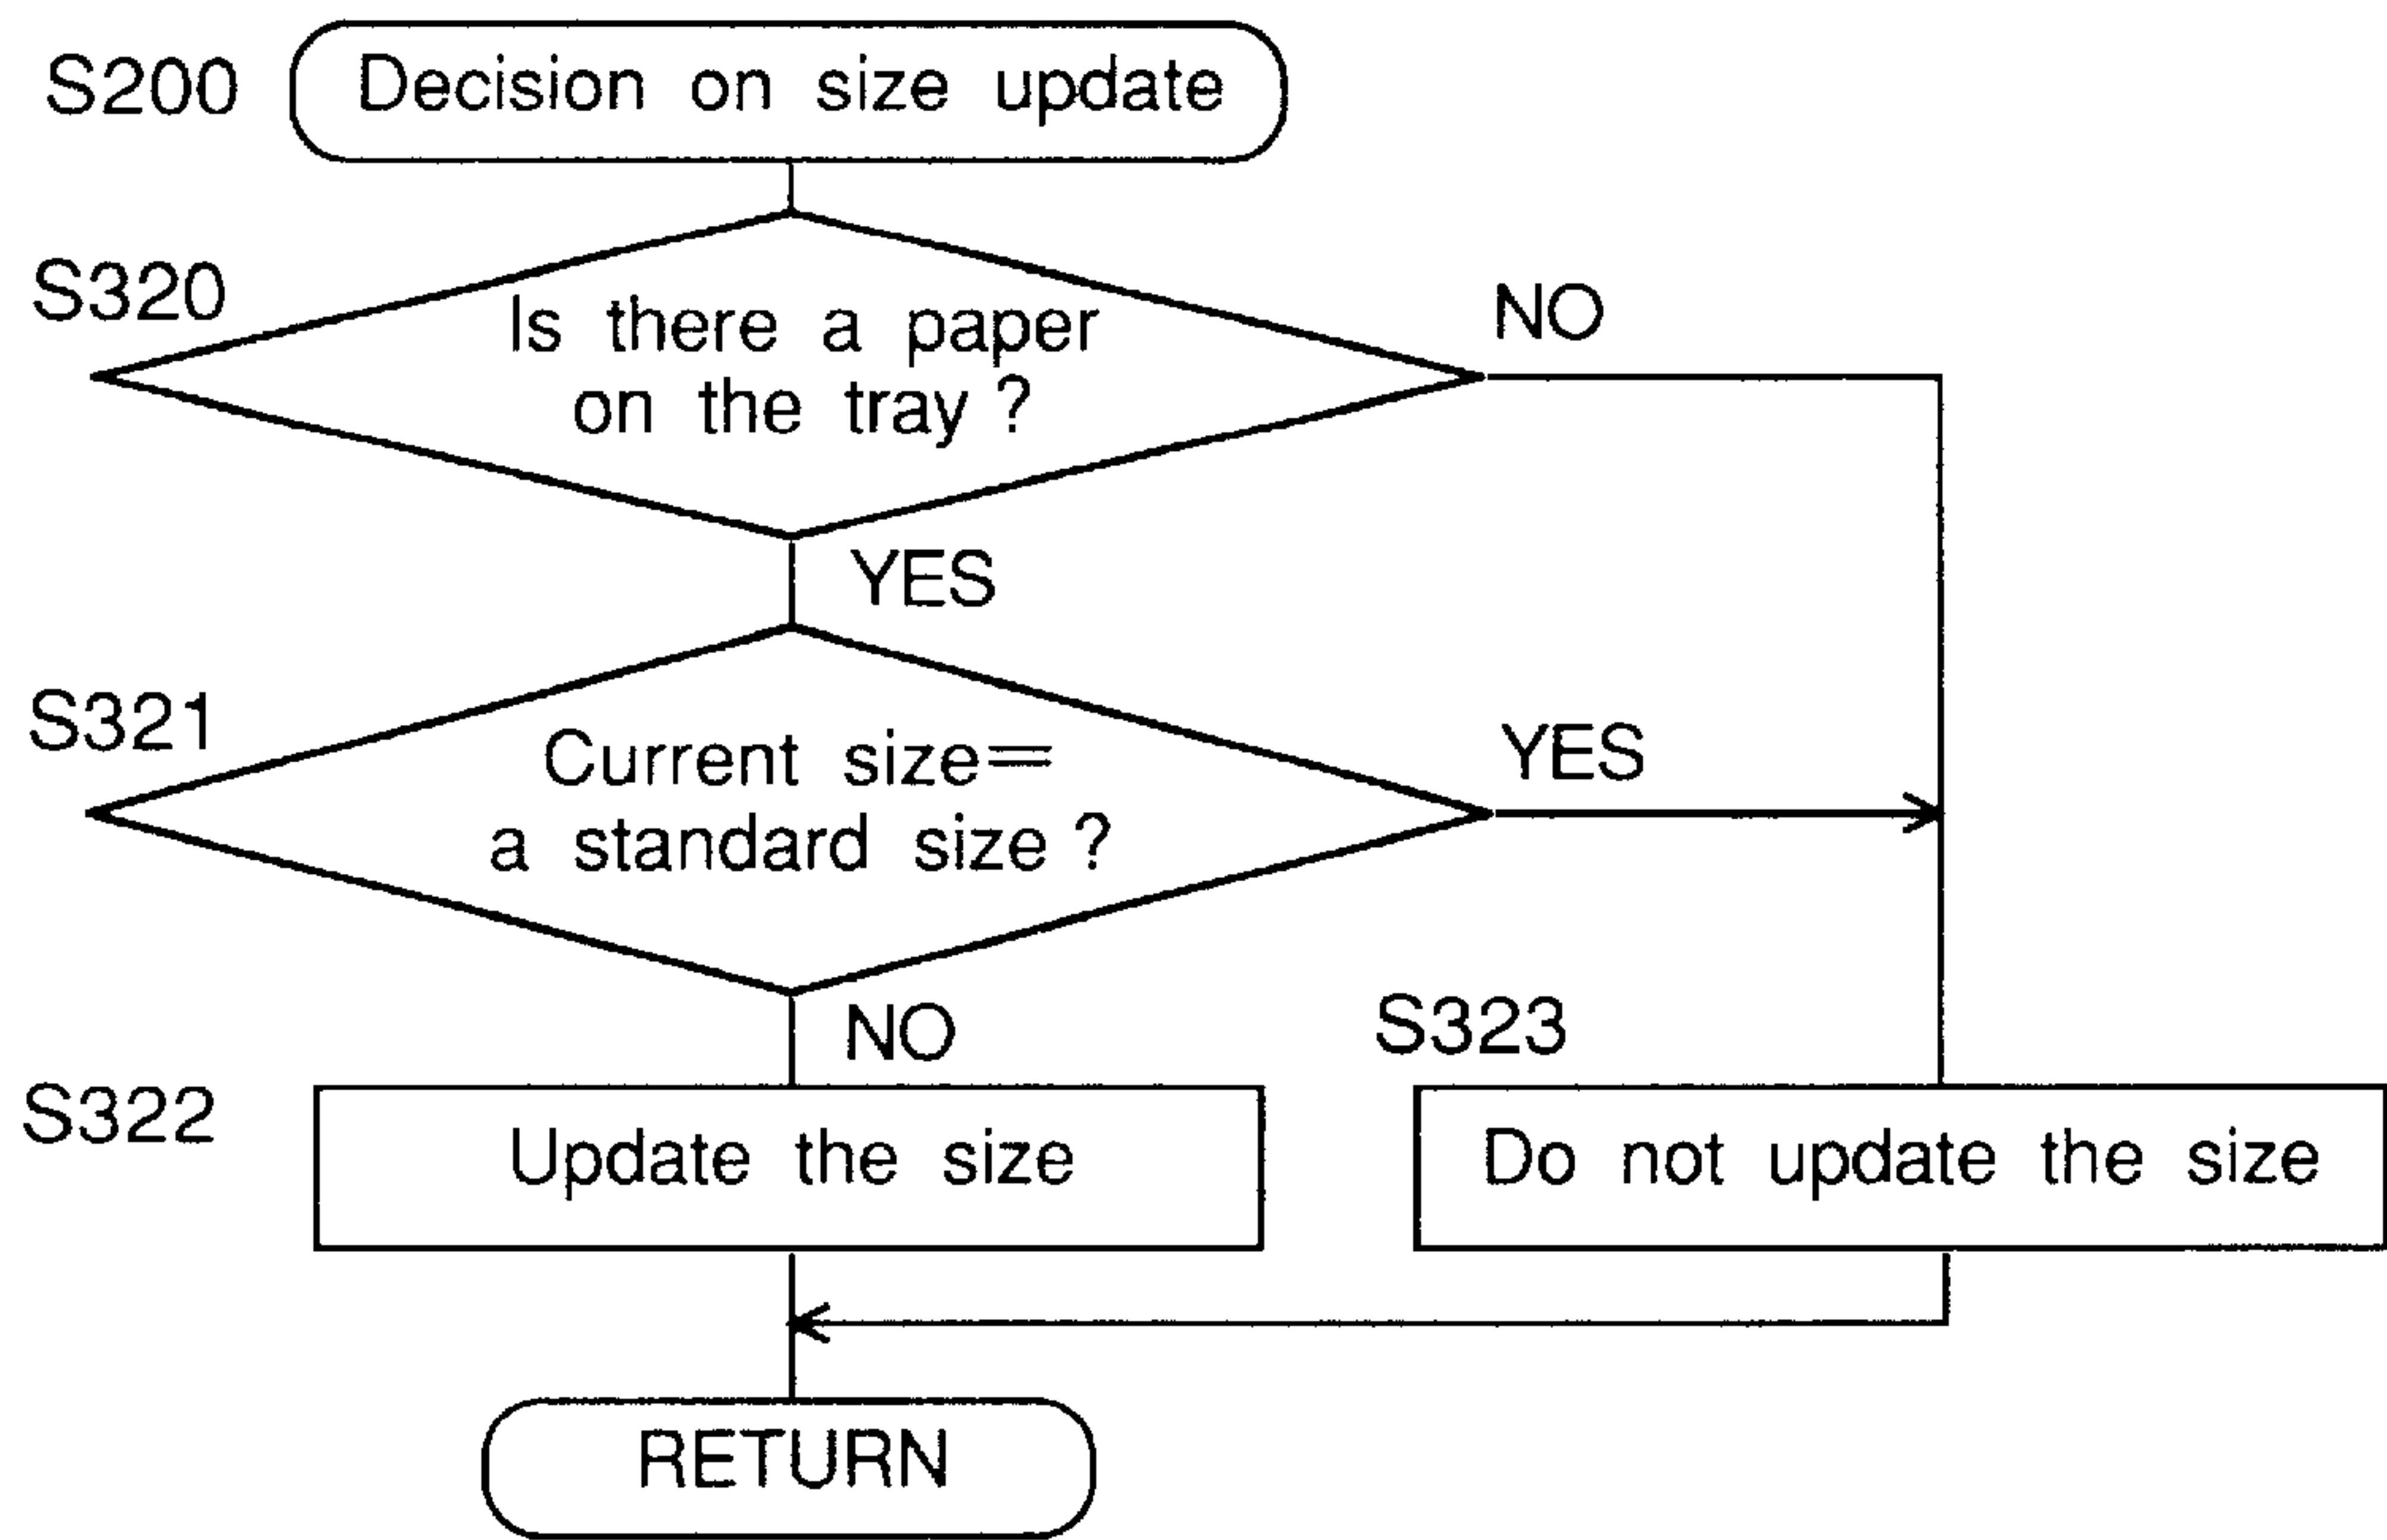 S200
Decision on size update
S320
Is there a paper
on the tray ?
NO
YES
S321
Current size=
a standard size ?
YES
NO
S322
Update the size
S323
Do not update the size
RETURN